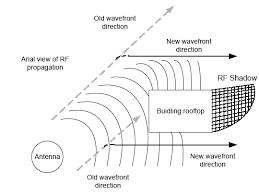 Old wavefront
direction
Arial view of RF
propagation
New wavefront
direction
RF Shadow
Buidling rooftop
Antenna
Old wavefront
direction
New wavefront
direction